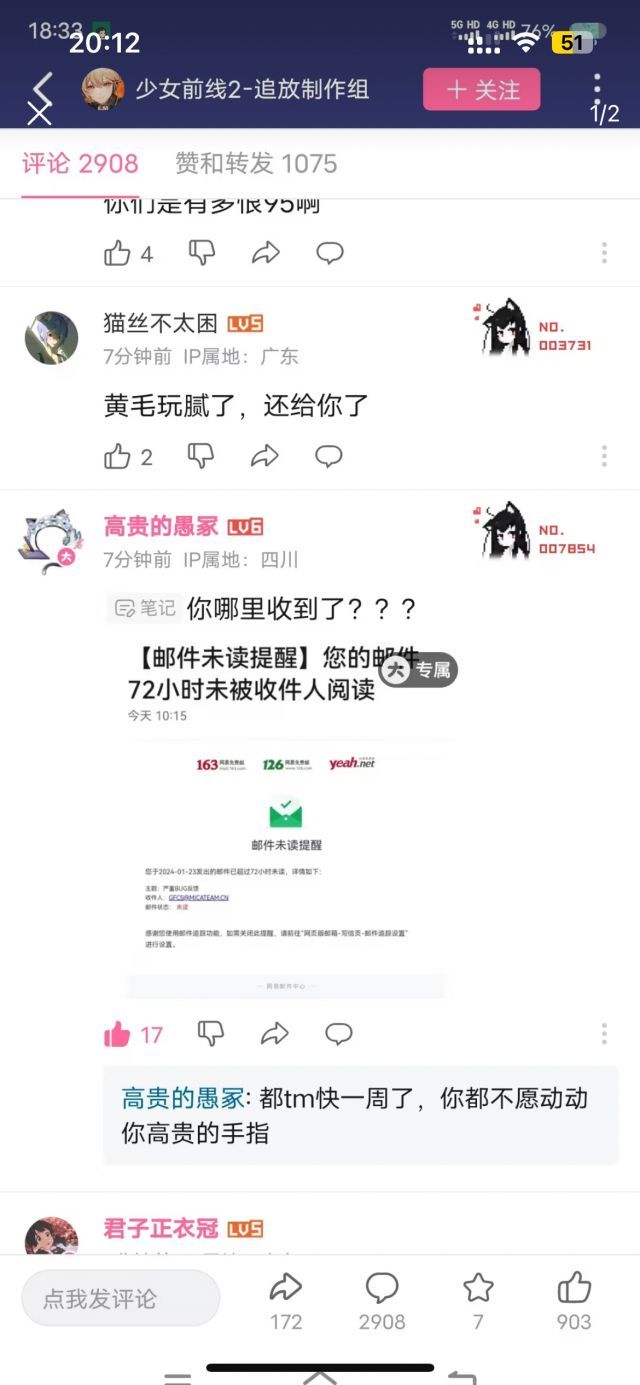 18:33
20:12
5G HD 4G HD 76%
51
少女前线2-追放制作组
+ 关注
1/2
评论 2908
赞和转发 1075
你们是有多恨95啊
4
猫丝不太困 LV5
NO.
003731
7分钟前 IP属地：广东
黄毛玩腻了，还给你了
2
高贵的愚冢 LV6
NO.
007854
7分钟前 IP属地：四川
笔记 你哪里收到了？？？
【邮件未读提醒】您的邮件
72小时未被收件人阅读
大 专属
今天 10:15
163 网易免费邮
126 网易免费邮
yeah.net
邮件未读提醒
您于2024-01-23发出的邮件已超过72小时未读，详情如下：
主题：严重BUG反馈
收件人：GFCS@MICATEAM.CN
邮件状态：未读
感谢您使用邮件追踪功能，如需关闭此提醒，请前往“网页版邮箱-写信页-邮件追踪设置”
进行设置。
— 网易邮件中心 —
17
高贵的愚冢: 都tm快一周了，你都不愿动动
你高贵的手指
君子正衣冠 LV5
点我发评论
172
2908
7
903